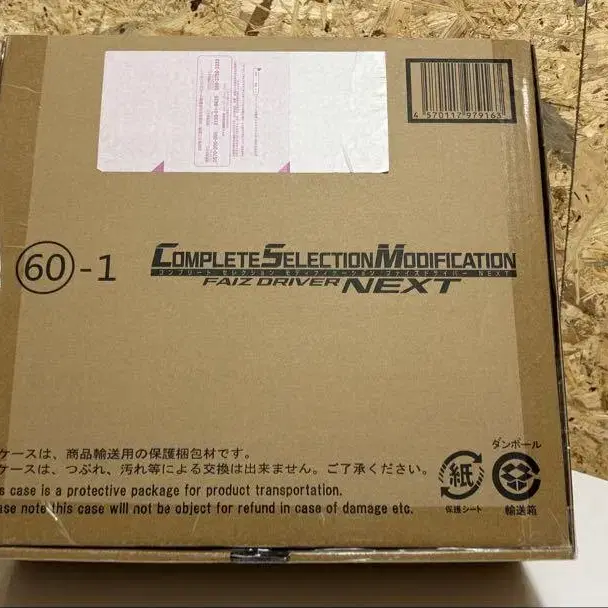 4 570117 979163
60-1
COMPLETE SELECTION MODIFICATION
コンプリート セレクション モディフィケーション ファイズドライバー NEXT
FAIZ DRIVER NEXT
ダンボール
ケースは、商品輸送用の保護梱包材です。
ケースは、つぶれ、汚れ等による交換は出来ません。ご了承ください。
紙
s case is a protective package for product transportation.
ase note this case will not be object for refund in case of damage etc.
保護シート
輸送箱